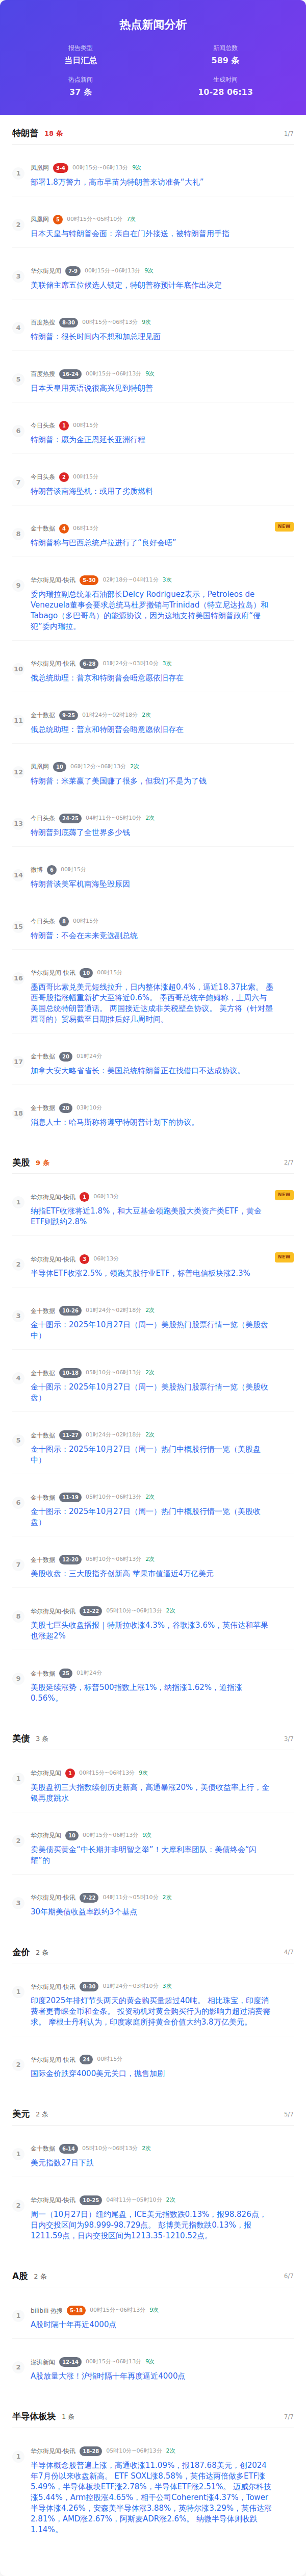 热点新闻分析
报告类型
当日汇总
新闻总数
589 条
热点新闻
37 条
生成时间
10-28 06:13
特朗普 18 条 1/7
1
凤凰网 3-4 00时15分~06时13分 9次
部署1.8万警力，高市早苗为特朗普来访准备“大礼”
2
凤凰网 5 00时15分~05时10分 7次
日本天皇与特朗普会面：亲自在门外接送，被特朗普用手指
3
华尔街见闻 7-9 00时15分~06时13分 9次
美联储主席五位候选人锁定，特朗普称预计年底作出决定
4
百度热搜 8-30 00时15分~06时13分 9次
特朗普：很长时间内不想和加总理见面
5
百度热搜 16-24 00时15分~06时13分 9次
日本天皇用英语说很高兴见到特朗普
6
今日头条 1 00时15分
特朗普：愿为金正恩延长亚洲行程
7
今日头条 2 00时15分
特朗普谈南海坠机：或用了劣质燃料
8
金十数据 4 06时13分
NEW
特朗普称与巴西总统卢拉进行了“良好会晤”
9
华尔街见闻-快讯 5-30 02时18分~04时11分 3次
委内瑞拉副总统兼石油部长Delcy Rodriguez表示，Petroleos de
Venezuela董事会要求总统马杜罗撤销与Trinidad（特立尼达拉岛）和
Tabago（多巴哥岛）的能源协议，因为这地支持美国特朗普政府“侵
犯”委内瑞拉。
10
华尔街见闻-快讯 6-28 01时24分~03时10分 3次
俄总统助理：普京和特朗普会晤意愿依旧存在
11
金十数据 9-25 01时24分~02时18分 2次
俄总统助理：普京和特朗普会晤意愿依旧存在
12
凤凰网 10 06时12分~06时13分 2次
特朗普：米莱赢了美国赚了很多，但我们不是为了钱
13
今日头条 24-25 04时11分~05时10分 2次
特朗普到底薅了全世界多少钱
14
微博 6 00时15分
特朗普谈美军机南海坠毁原因
15
今日头条 8 00时15分
特朗普：不会在未来竞选副总统
16
华尔街见闻-快讯 10 00时15分
墨西哥比索兑美元短线拉升，日内整体涨超0.4%，逼近18.37比索。 墨
西哥股指涨幅重新扩大至将近0.6%。 墨西哥总统辛鲍姆称，上周六与
美国总统特朗普通话。 两国接近达成非关税壁垒协议。 美方将（针对墨
西哥的）贸易截至日期推后好几周时间。
17
金十数据 20 01时24分
加拿大安大略省省长：美国总统特朗普正在找借口不达成协议。
18
金十数据 20 03时10分
消息人士：哈马斯称将遵守特朗普计划下的协议。
美股 9 条 2/7
1
华尔街见闻-快讯 1 06时13分
NEW
纳指ETF收涨将近1.8%，和大豆基金领跑美股大类资产类ETF，黄金
ETF则跌约2.8%
2
华尔街见闻-快讯 3 06时13分
NEW
半导体ETF收涨2.5%，领跑美股行业ETF，标普电信板块涨2.3%
3
金十数据 10-26 01时24分~02时18分 2次
金十图示：2025年10月27日（周一）美股热门股票行情一览（美股盘
中）
4
金十数据 10-18 05时10分~06时13分 2次
金十图示：2025年10月27日（周一）美股热门股票行情一览（美股收
盘）
5
金十数据 11-27 01时24分~02时18分 2次
金十图示：2025年10月27日（周一）热门中概股行情一览（美股盘
中）
6
金十数据 11-19 05时10分~06时13分 2次
金十图示：2025年10月27日（周一）热门中概股行情一览（美股收
盘）
7
金十数据 12-20 05时10分~06时13分 2次
美股收盘：三大股指齐创新高 苹果市值逼近4万亿美元
8
华尔街见闻-快讯 12-22 05时10分~06时13分 2次
美股七巨头收盘播报｜特斯拉收涨4.3%，谷歌涨3.6%，英伟达和苹果
也涨超2%
9
金十数据 25 01时24分
美股延续涨势，标普500指数上涨1%，纳指涨1.62%，道指涨
0.56%。
美债 3 条 3/7
1
华尔街见闻 1 00时15分~06时13分 9次
美股盘初三大指数续创历史新高，高通暴涨20%，美债收益率上行，金
银再度跳水
2
华尔街见闻 10 00时15分~06时13分 9次
卖美债买黄金“中长期并非明智之举”！大摩利率团队：美债终会“闪
耀”的
3
华尔街见闻-快讯 7-22 04时11分~05时10分 2次
30年期美债收益率跌约3个基点
金价 2 条 4/7
1
华尔街见闻-快讯 8-30 01时24分~03时10分 3次
印度2025年排灯节头两天的黄金购买量超过40吨。 相比珠宝，印度消
费者更青睐金币和金条。 投资动机对黄金购买行为的影响力超过消费需
求。 摩根士丹利认为，印度家庭所持黄金价值大约3.8万亿美元。
2
华尔街见闻-快讯 24 00时15分
国际金价跌穿4000美元关口，抛售加剧
美元 2 条 5/7
1
金十数据 6-14 05时10分~06时13分 2次
美元指数27日下跌
2
华尔街见闻-快讯 10-25 04时11分~05时10分 2次
周一（10月27日）纽约尾盘，ICE美元指数跌0.13%，报98.826点，
日内交投区间为98.999-98.729点。 彭博美元指数跌0.13%，报
1211.59点，日内交投区间为1213.35-1210.52点。
A股 2 条 6/7
1
bilibili 热搜 5-18 00时15分~06时13分 9次
A股时隔十年再近4000点
2
澎湃新闻 12-14 00时15分~06时13分 9次
A股放量大涨！沪指时隔十年再度逼近4000点
半导体板块 1 条 7/7
1
华尔街见闻-快讯 18-28 05时10分~06时13分 2次
半导体概念股普遍上涨，高通收涨11.09%，报187.68美元，创2024
年7月份以来收盘新高。 ETF SOXL涨8.58%，英伟达两倍做多ETF涨
5.49%，半导体板块ETF涨2.78%，半导体ETF涨2.51%。 迈威尔科技
涨5.44%，Arm控股涨4.65%，相干公司Coherent涨4.37%，Tower
半导体涨4.26%，安森美半导体涨3.88%，英特尔涨3.29%，英伟达涨
2.81%，AMD涨2.67%，阿斯麦ADR涨2.6%。 纳微半导体则收跌
1.14%。